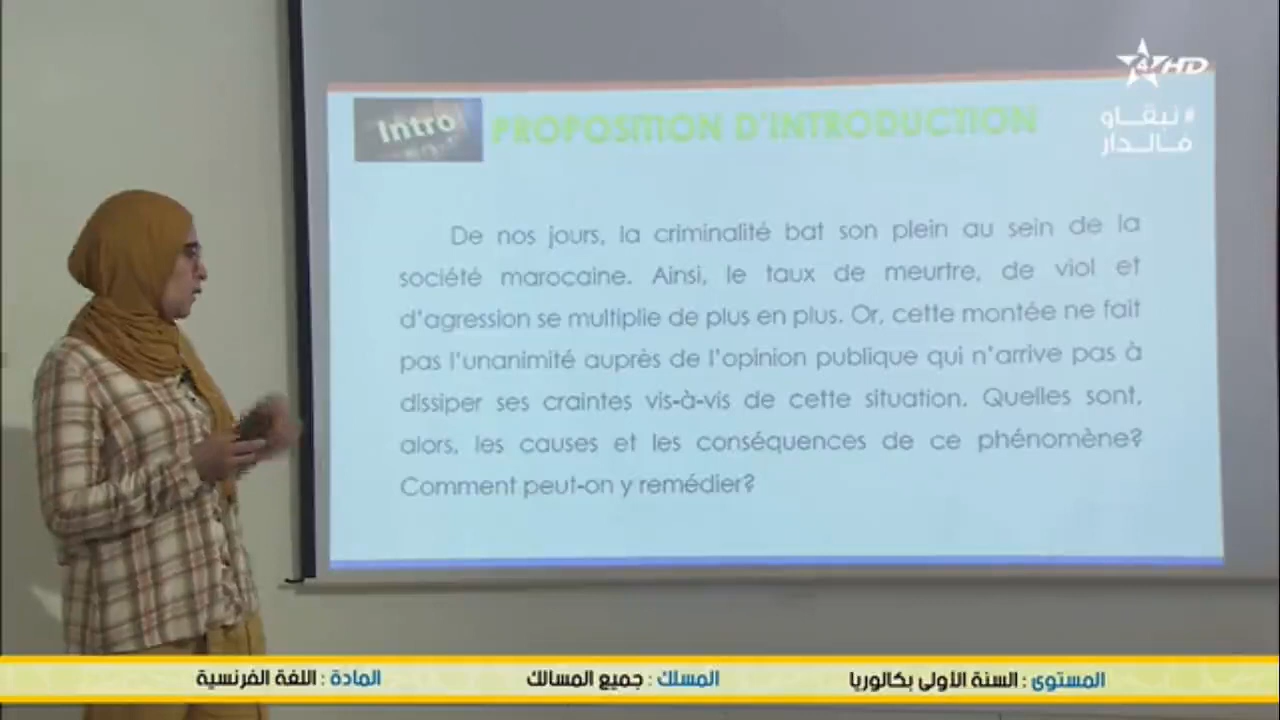 HD
# نبقاو
فالدار
Intro
PROPOSITION D'INTRODUCTION
De nos jours, la criminalité bat son plein au sein de la
société marocaine. Ainsi, le taux de meurtre, de viol et
d'agression se multiplie de plus en plus. Or, cette montée ne fait
pas l'unanimité auprès de l'opinion publique qui n'arrive pas à
dissiper ses craintes vis-à-vis de cette situation. Quelles sont,
alors, les causes et les conséquences de ce phénomène?
Comment peut-on y remédier?
المستوى : السنة الأولى بكالوريا المسلك : جميع المسالك المادة : اللغة الفرنسية